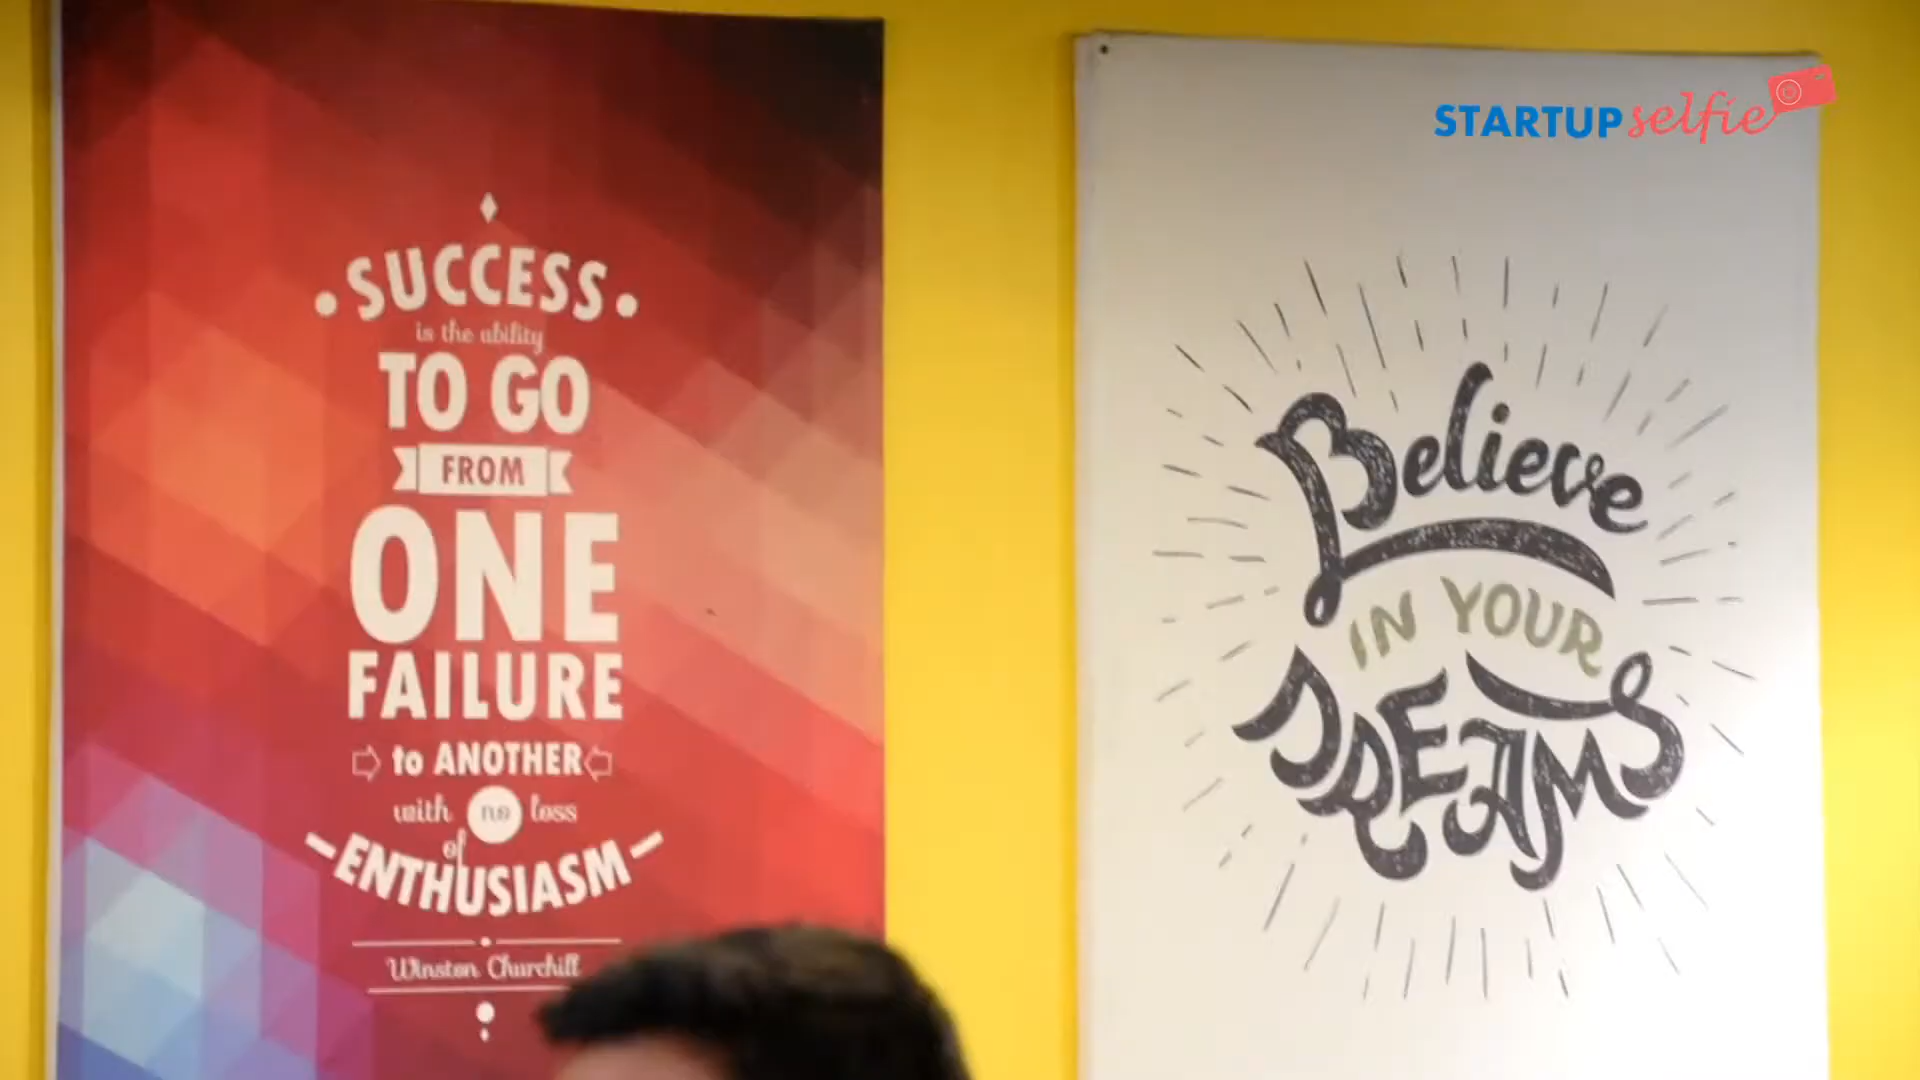 SUCCESS
is the ability
TO GO
FROM
ONE
FAILURE
to ANOTHER
with no loss
of
ENTHUSIASM
Winston Churchill
STARTUP selfie
Believe
IN YOUR
DREAMS